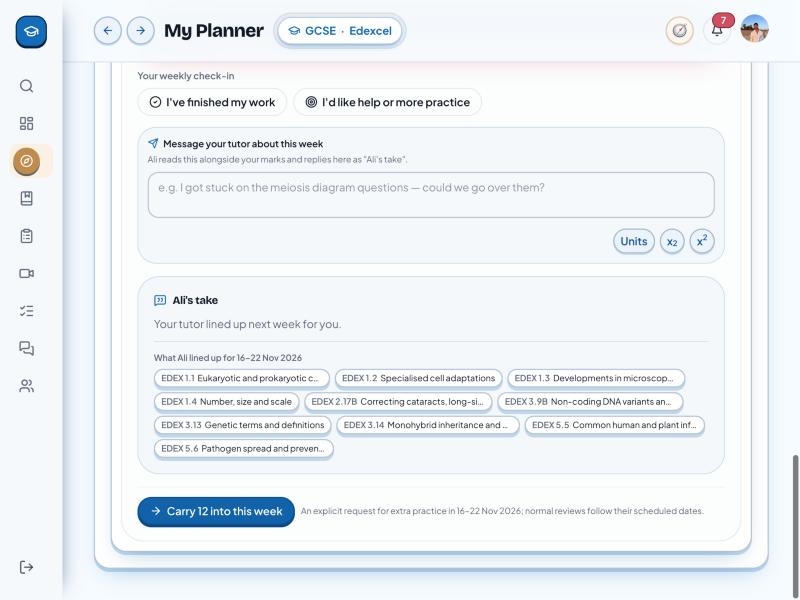 My Planner
GCSE · Edexcel
7
Your weekly check-in
I've finished my work
I'd like help or more practice
Message your tutor about this week
Ali reads this alongside your marks and replies here as "Ali's take".
e.g. I got stuck on the meiosis diagram questions — could we go over them?
Units
x₂
x²
Ali's take
Your tutor lined up next week for you.
What Ali lined up for 16–22 Nov 2026
EDEX 1.1 Eukaryotic and prokaryotic c...
EDEX 1.2 Specialised cell adaptations
EDEX 1.3 Developments in microscop...
EDEX 1.4 Number, size and scale
EDEX 2.17B Correcting cataracts, long-si...
EDEX 3.9B Non-coding DNA variants an...
EDEX 3.13 Genetic terms and definitions
EDEX 3.14 Monohybrid inheritance and ...
EDEX 5.5 Common human and plant inf...
EDEX 5.6 Pathogen spread and preven...
Carry 12 into this week
An explicit request for extra practice in 16–22 Nov 2026; normal reviews follow their scheduled dates.